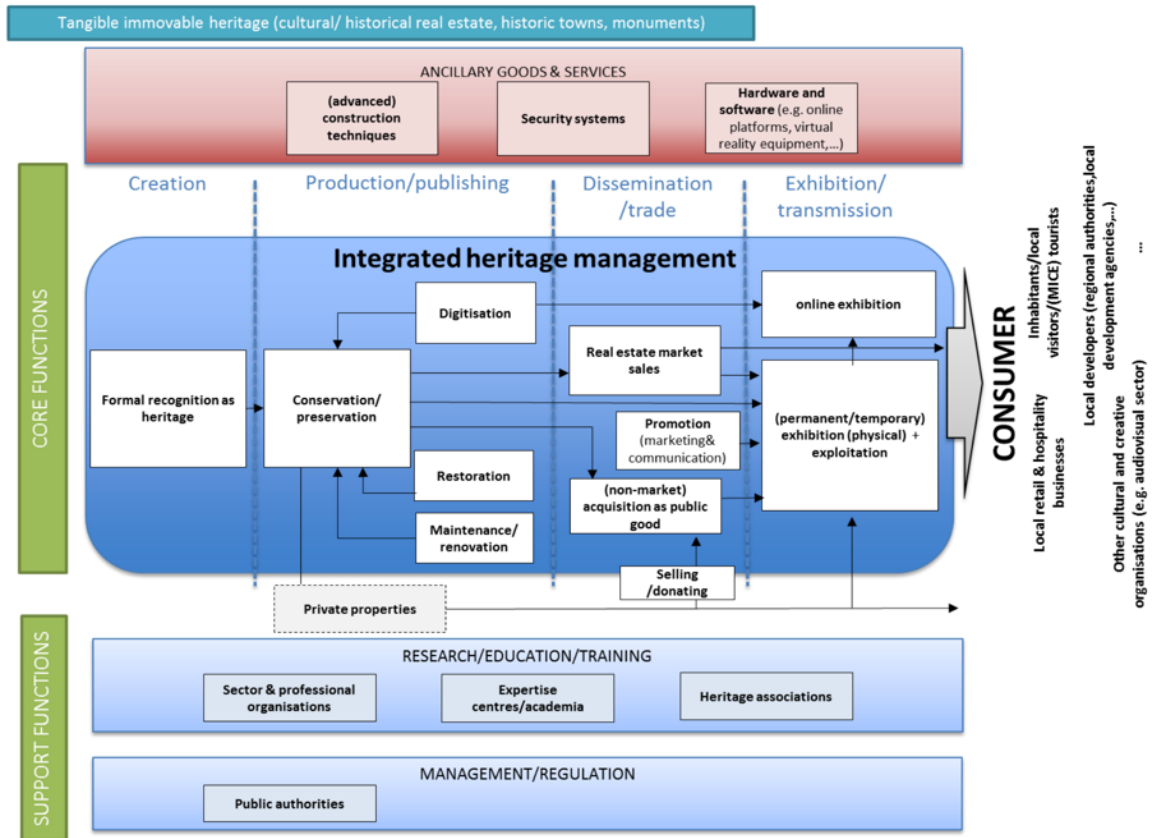 Tangible immovable heritage (cultural/ historical real estate, historic towns, monuments)
ANCILLARY GOODS & SERVICES
(advanced)
construction
techniques
Security systems
Hardware and
software (e.g. online
platforms, virtual
reality equipment,...)
CORE FUNCTIONS
Creation
Production/publishing
Dissemination
/trade
Exhibition/
transmission
Integrated heritage management
Digitisation
online exhibition
Real estate market
sales
Formal recognition as
heritage
Conservation/
preservation
(permanent/temporary)
exhibition (physical) +
exploitation
Promotion
(marketing&
communication)
Restoration
(non-market)
acquisition as public
good
Maintenance/
renovation
Selling
/donating
Private properties
CONSUMER
Inhabitants/local
visitors/(MICE) tourists
Local retail & hospitality
businesses
Local developers (regional authorities,local
development agencies,...)
Other cultural and creative
organisations (e.g. audiovisual sector)
...
SUPPORT FUNCTIONS
RESEARCH/EDUCATION/TRAINING
Sector & professional
organisations
Expertise
centres/academia
Heritage associations
MANAGEMENT/REGULATION
Public authorities